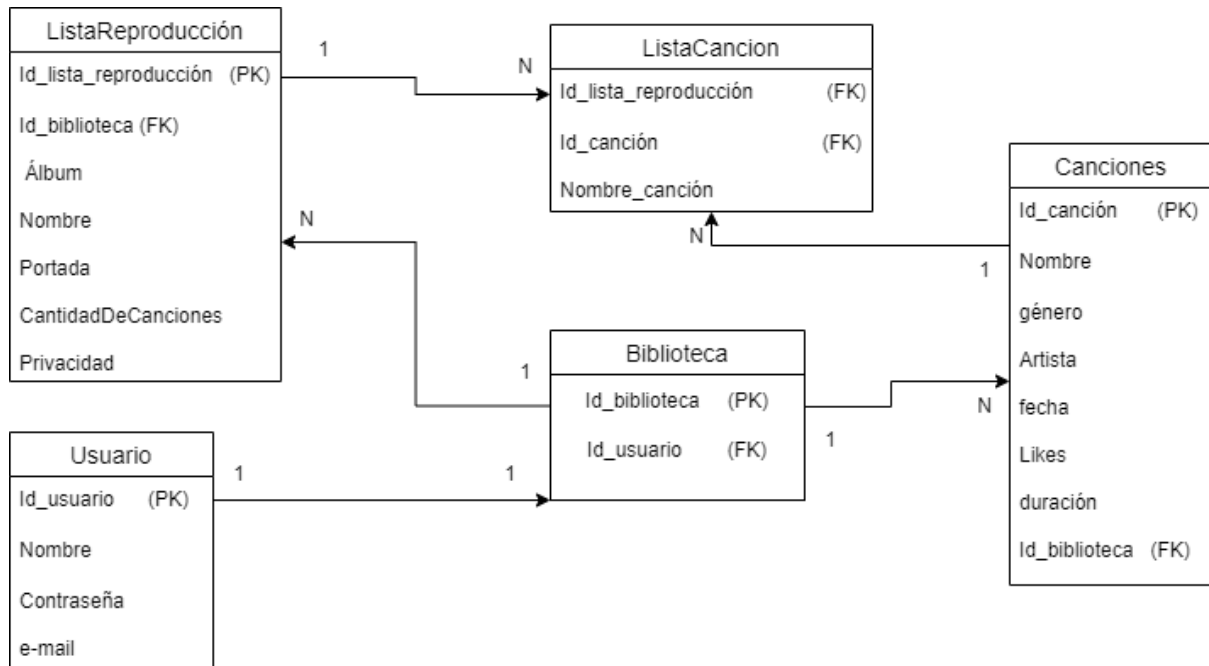 ListaReproducción
Id_lista_reproducción (PK)
Id_biblioteca (FK)
Álbum
Nombre
Portada
CantidadDeCanciones
Privacidad
1
N
ListaCancion
Id_lista_reproducción (FK)
Id_canción (FK)
Nombre_canción
N
1
Canciones
Id_canción (PK)
Nombre
género
Artista
fecha
Likes
duración
Id_biblioteca (FK)
N
1
Biblioteca
Id_biblioteca (PK)
Id_usuario (FK)
1
N
Usuario
Id_usuario (PK)
Nombre
Contraseña
e-mail
1
1